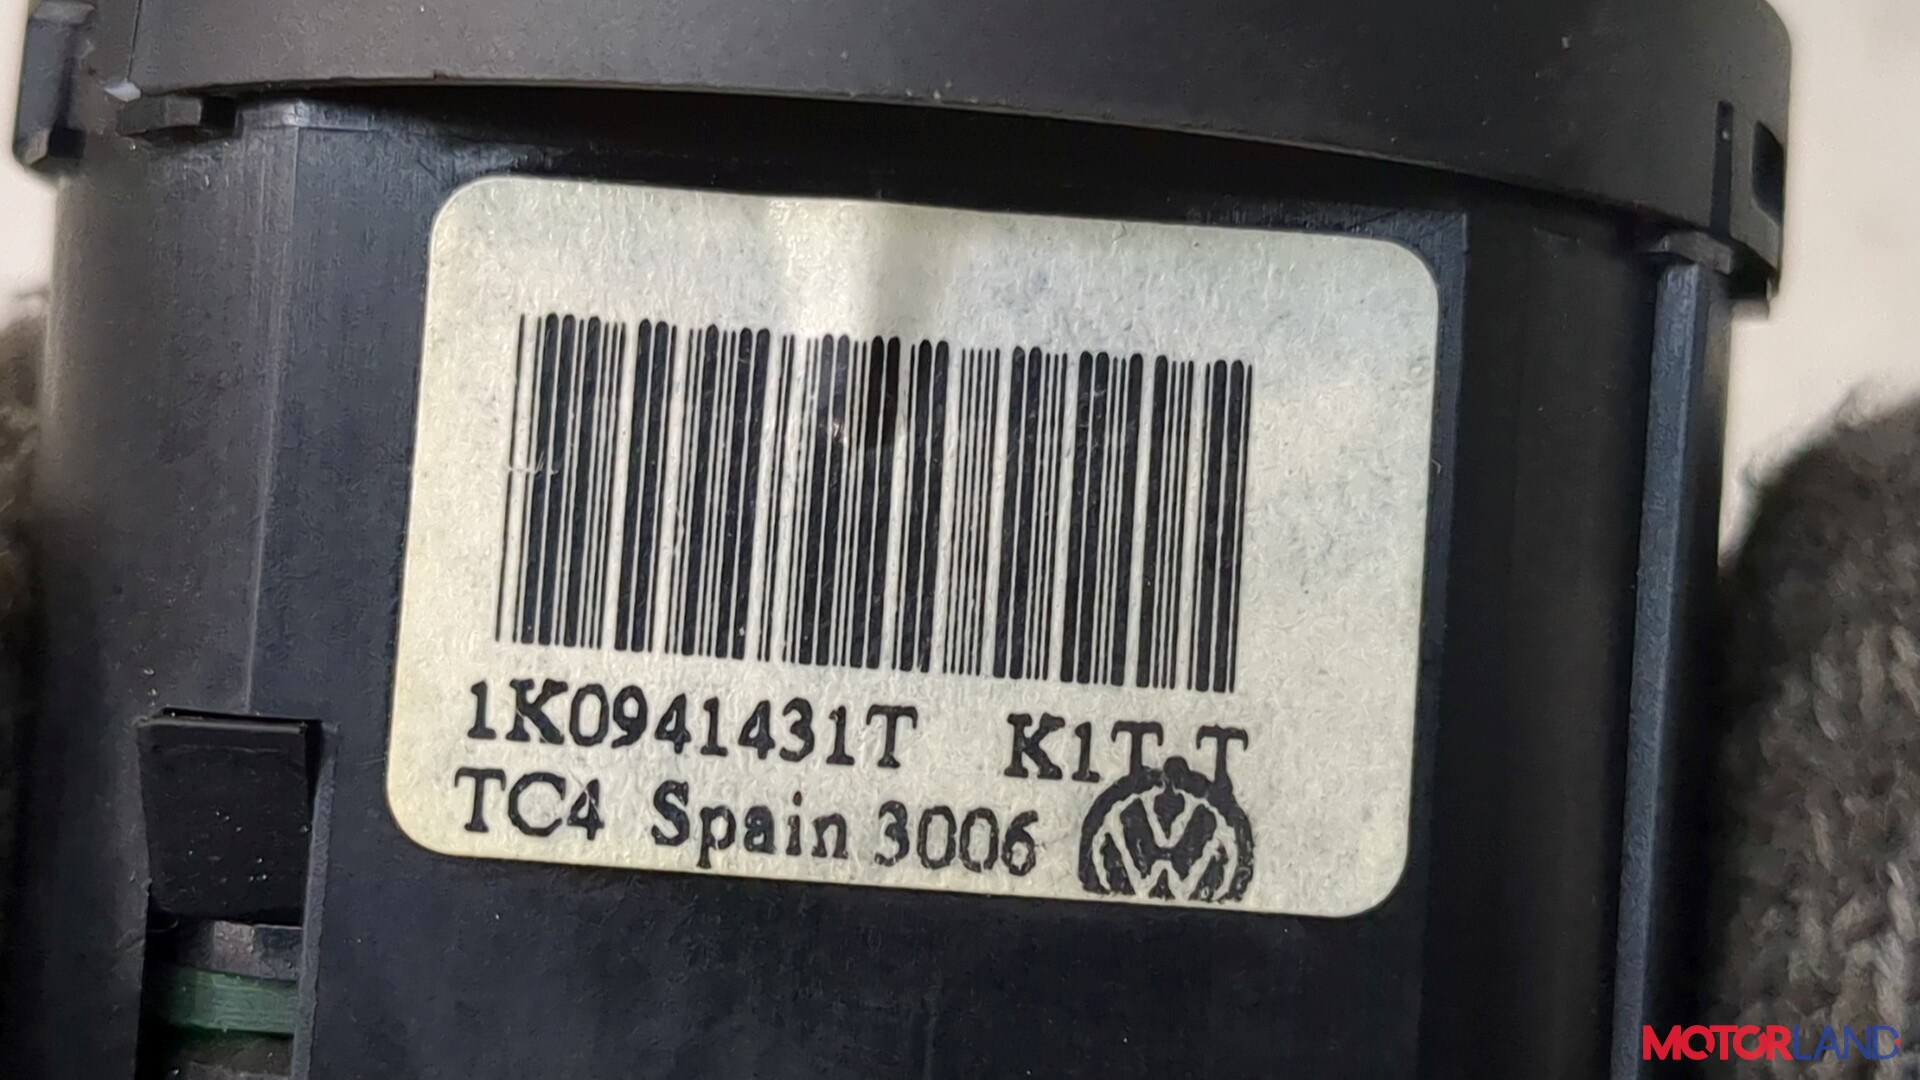 1K0941431T K1T.T
TC4 Spain 3006
MOTORLAND